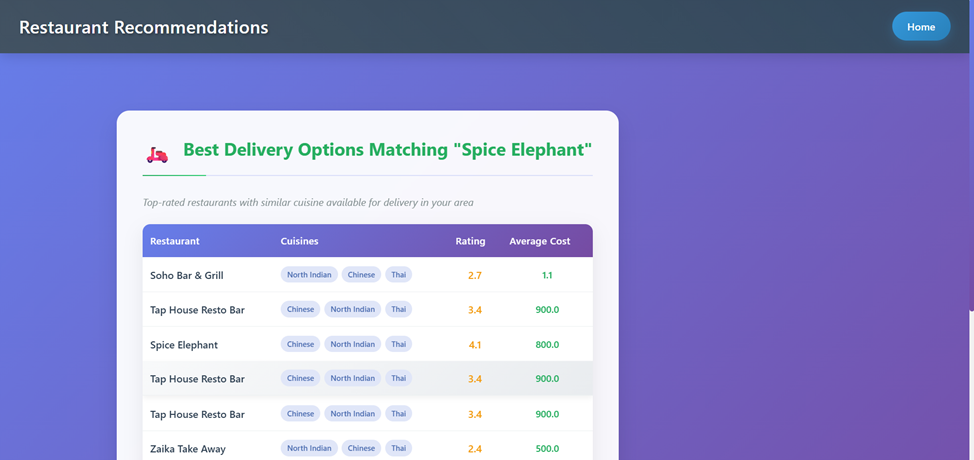 Restaurant Recommendations Home
Best Delivery Options Matching "Spice Elephant"
Top-rated restaurants with similar cuisine available for delivery in your area
Restaurant Cuisines Rating Average Cost
Soho Bar & Grill North Indian Chinese Thai 2.7 1.1
Tap House Resto Bar Chinese North Indian Thai 3.4 900.0
Spice Elephant Chinese North Indian Thai 4.1 800.0
Tap House Resto Bar Chinese North Indian Thai 3.4 900.0
Tap House Resto Bar Chinese North Indian Thai 3.4 900.0
Zaika Take Away North Indian Chinese Thai 2.4 500.0